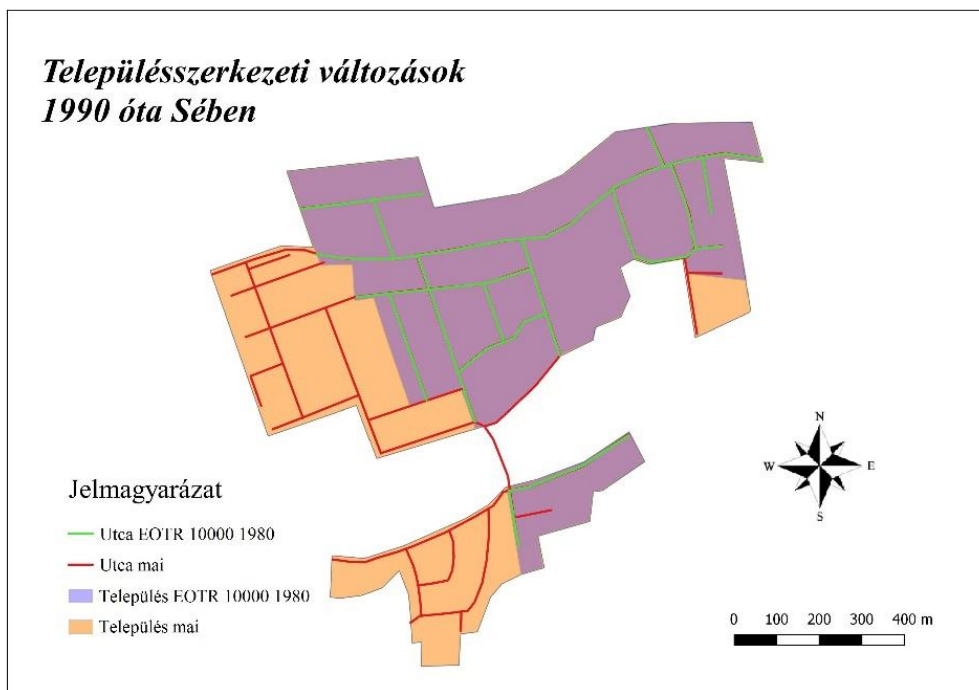 Településszerkezeti változások
1990 óta Sében
N
W
E
S
Jelmagyarázat
Utca EOTR 10000 1980
Utca mai
Település EOTR 10000 1980
Település mai
0 100 200 300 400 m